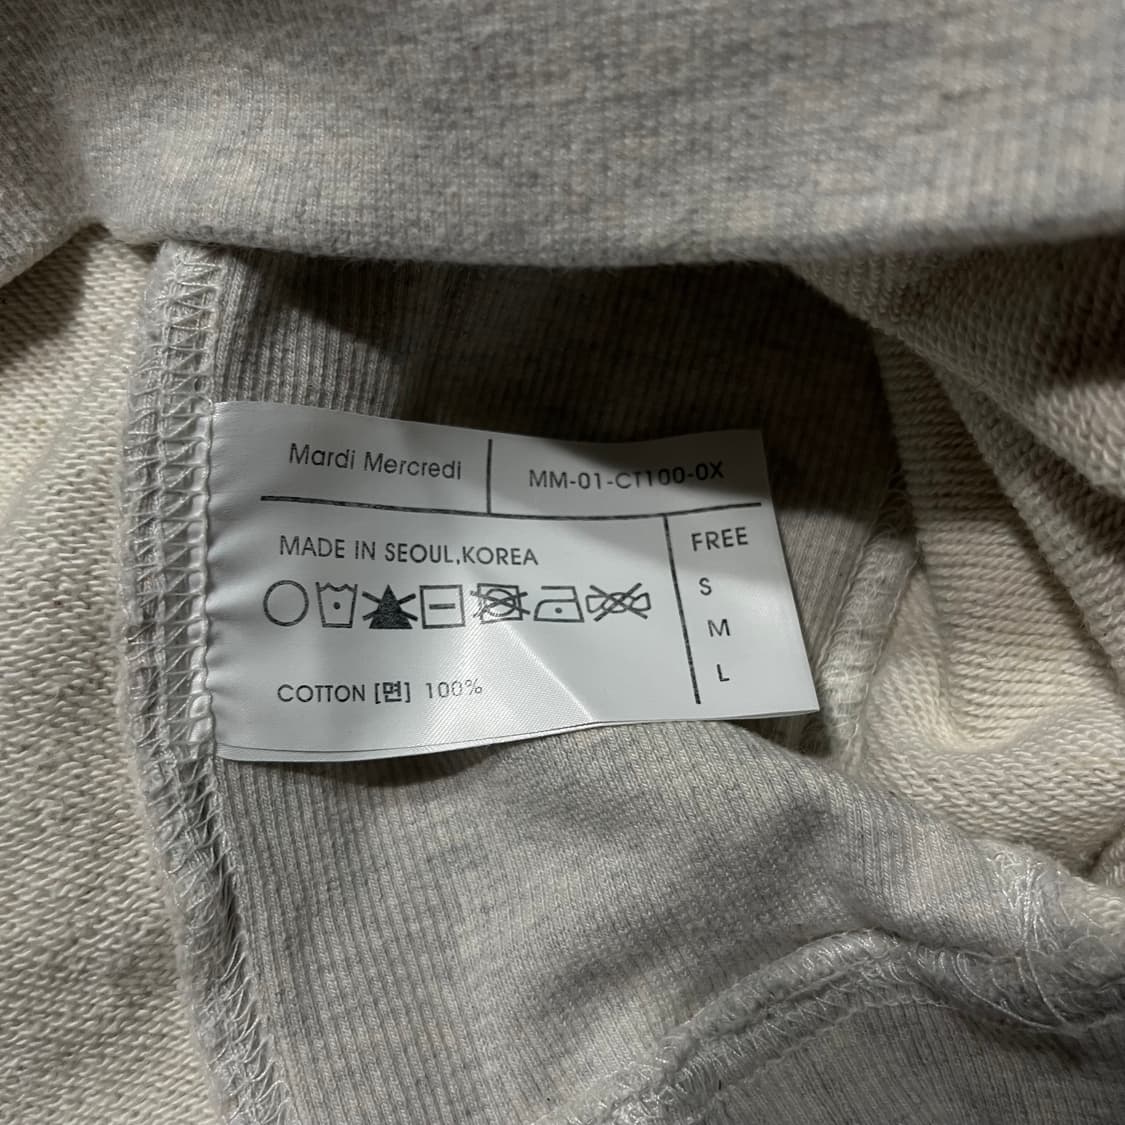 Mardi Mercredi
MM-01-CT100-0X
MADE IN SEOUL,KOREA
COTTON [면] 100%
FREE
S
M
L